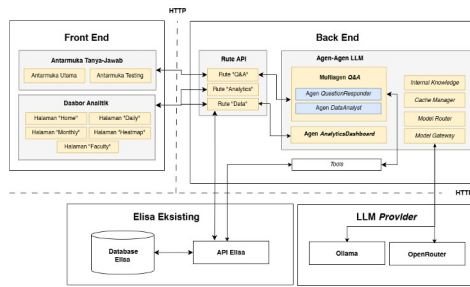 HTTP
Front End
Back End
Antarmuka Tanya-Jawab
Antarmuka Utama
Antarmuka Testing
Dasbor Analitik
Halaman "Home"
Halaman "Daily"
Halaman "Monthly"
Halaman "Heatmap"
Halaman "Faculty"
Rute API
Rute "Q&A"
Rute "Analytics"
Rute "Data"
Agen-Agen LLM
Multiagen Q&A
Agen QuestionResponder
Agen DataAnalyst
Agen AnalyticsDashboard
Internal Knowledge
Cache Manager
Model Router
Model Gateway
Tools
HTTP
Elisa Eksisting
Database
Elisa
API Elisa
LLM Provider
Ollama
OpenRouter